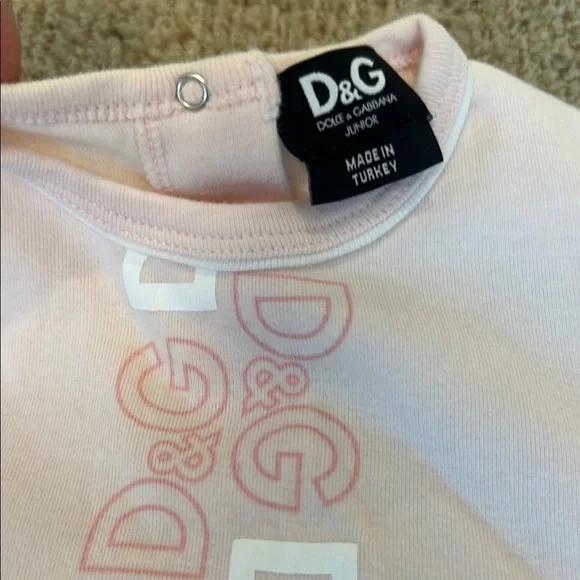 D&G
DOLCE & GABBANA
JUNIOR
MADE IN
TURKEY
D&G
D&G